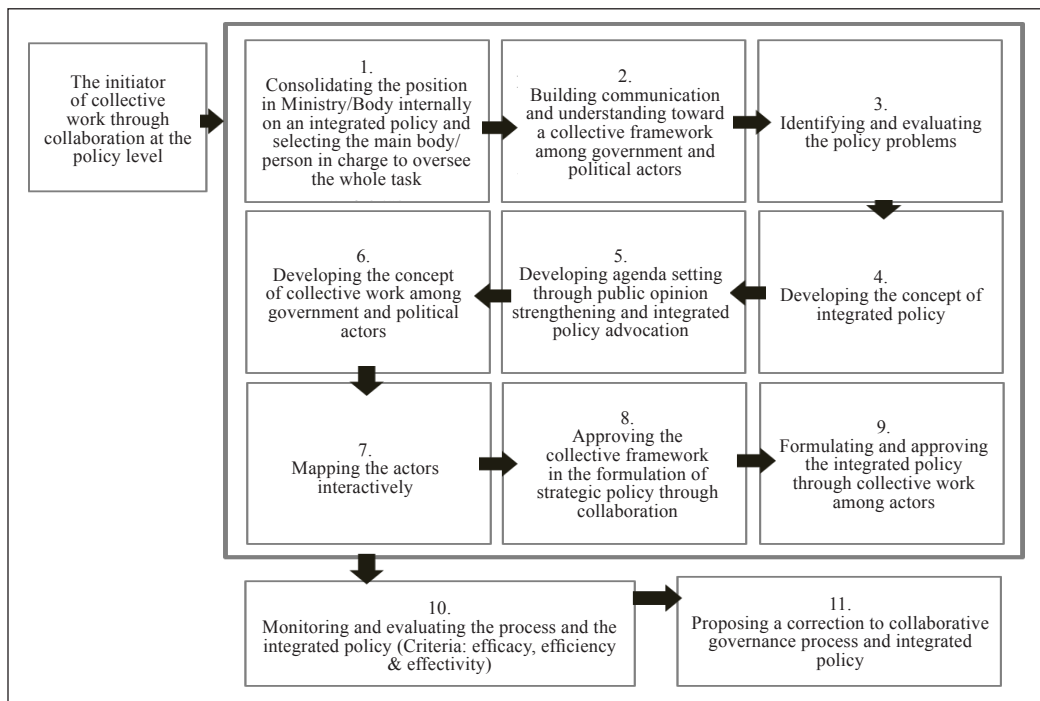 The initiator
of collective
work through
collaboration at the
policy level
1.
Consolidating the position
in Ministry/Body internally
on an integrated policy and
selecting the main body/
person in charge to oversee
the whole task
2.
Building communication
and understanding toward
a collective framework
among government and
political actors
3.
Identifying and evaluating
the policy problems
4.
Developing the concept of
integrated policy
5.
Developing agenda setting
through public opinion
strengthening and integrated
policy advocation
6.
Developing the concept
of collective work among
government and political
actors
7.
Mapping the actors
interactively
8.
Approving the
collective framework
in the formulation of
strategic policy through
collaboration
9.
Formulating and approving
the integrated policy
through collective work
among actors
10.
Monitoring and evaluating the process and the
integrated policy (Criteria: efficacy, efficiency
& effectivity)
11.
Proposing a correction to collaborative
governance process and integrated
policy